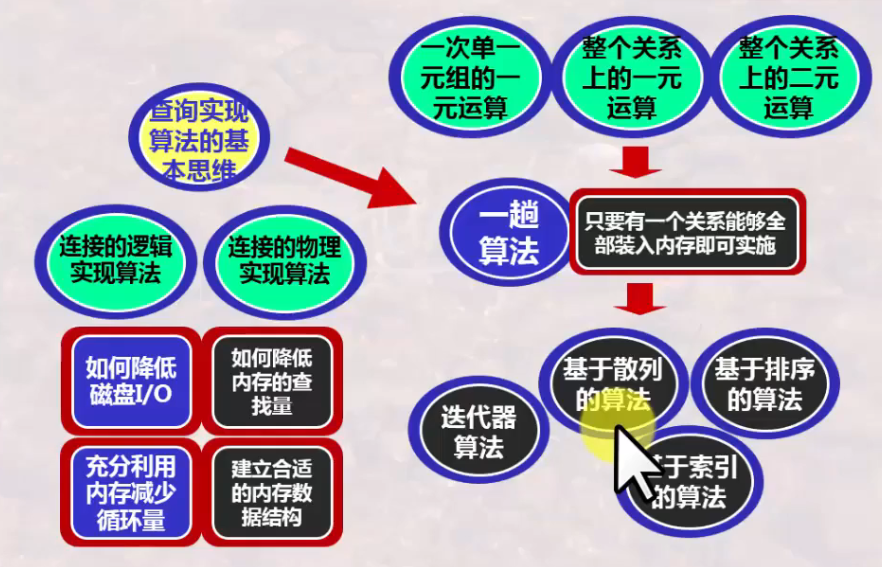 一次单一
元组的一
元运算
整个关系
上的一元
运算
整个关系
上的二元
运算
查询实现
算法的基
本思维
一趟
算法
只要有一个关系能够全
部装入内存即可实施
连接的逻辑
实现算法
连接的物理
实现算法
如何降低
磁盘I/O
如何降低
内存的查
找量
充分利用
内存减少
循环量
建立合适
的内存数
据结构
迭代器
算法
基于散列
的算法
基于排序
的算法
基于索引
的算法